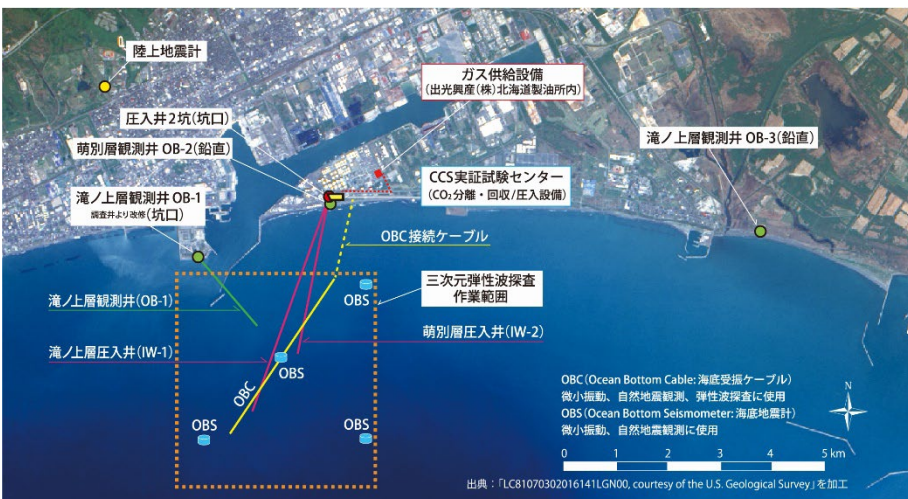 陸上地震計
ガス供給設備
(出光興産(株)北海道製油所内)
圧入井2坑(坑口)
萌別層観測井 OB-2(鉛直)
滝ノ上層観測井 OB-3(鉛直)
CCS実証試験センター
(CO₂分離・回収/圧入設備)
滝ノ上層観測井 OB-1
調査井より改修(坑口)
OBC接続ケーブル
三次元弾性波探査
作業範囲
OBS
滝ノ上層観測井(OB-1)
萌別層圧入井(IW-2)
滝ノ上層圧入井(IW-1)
OBS
OBC
OBS
OBS
OBC(Ocean Bottom Cable:海底受振ケーブル)
微小振動、自然地震観測、弾性波探査に使用
OBS(Ocean Bottom Seismometer:海底地震計)
微小振動、自然地震観測に使用
N
0 1 2 3 4 5 km
出典:「LC81070302016141LGN00, courtesy of the U.S. Geological Survey」を加工